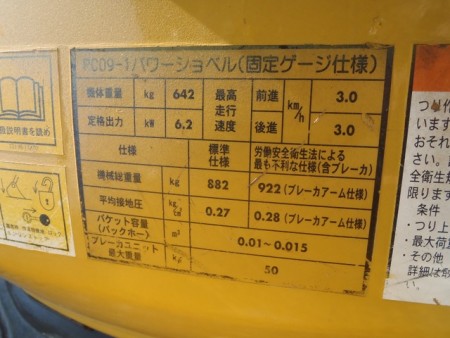 PC09-1パワーショベル(固定ゲージ仕様)
機体重量 kg 642 最高走行速度 前進 km/h 3.0
定格出力 kW 6.2 後進 3.0
仕様 標準仕様 労働安全衛生法による最も不利な仕様(含ブレーカ)
機械総重量 kg 882 922(ブレーカアーム仕様)
平均接地圧 0.27 0.28(ブレーカアーム仕様)
バケット容量(バックホー) m³ 0.01~0.015
ブレーカユニット最大重量 50
説明書を読め
つ
います
おそれ
さい。
全衛生規
限ります
条件
・つり上
・最大荷
・その他
詳細は
い。